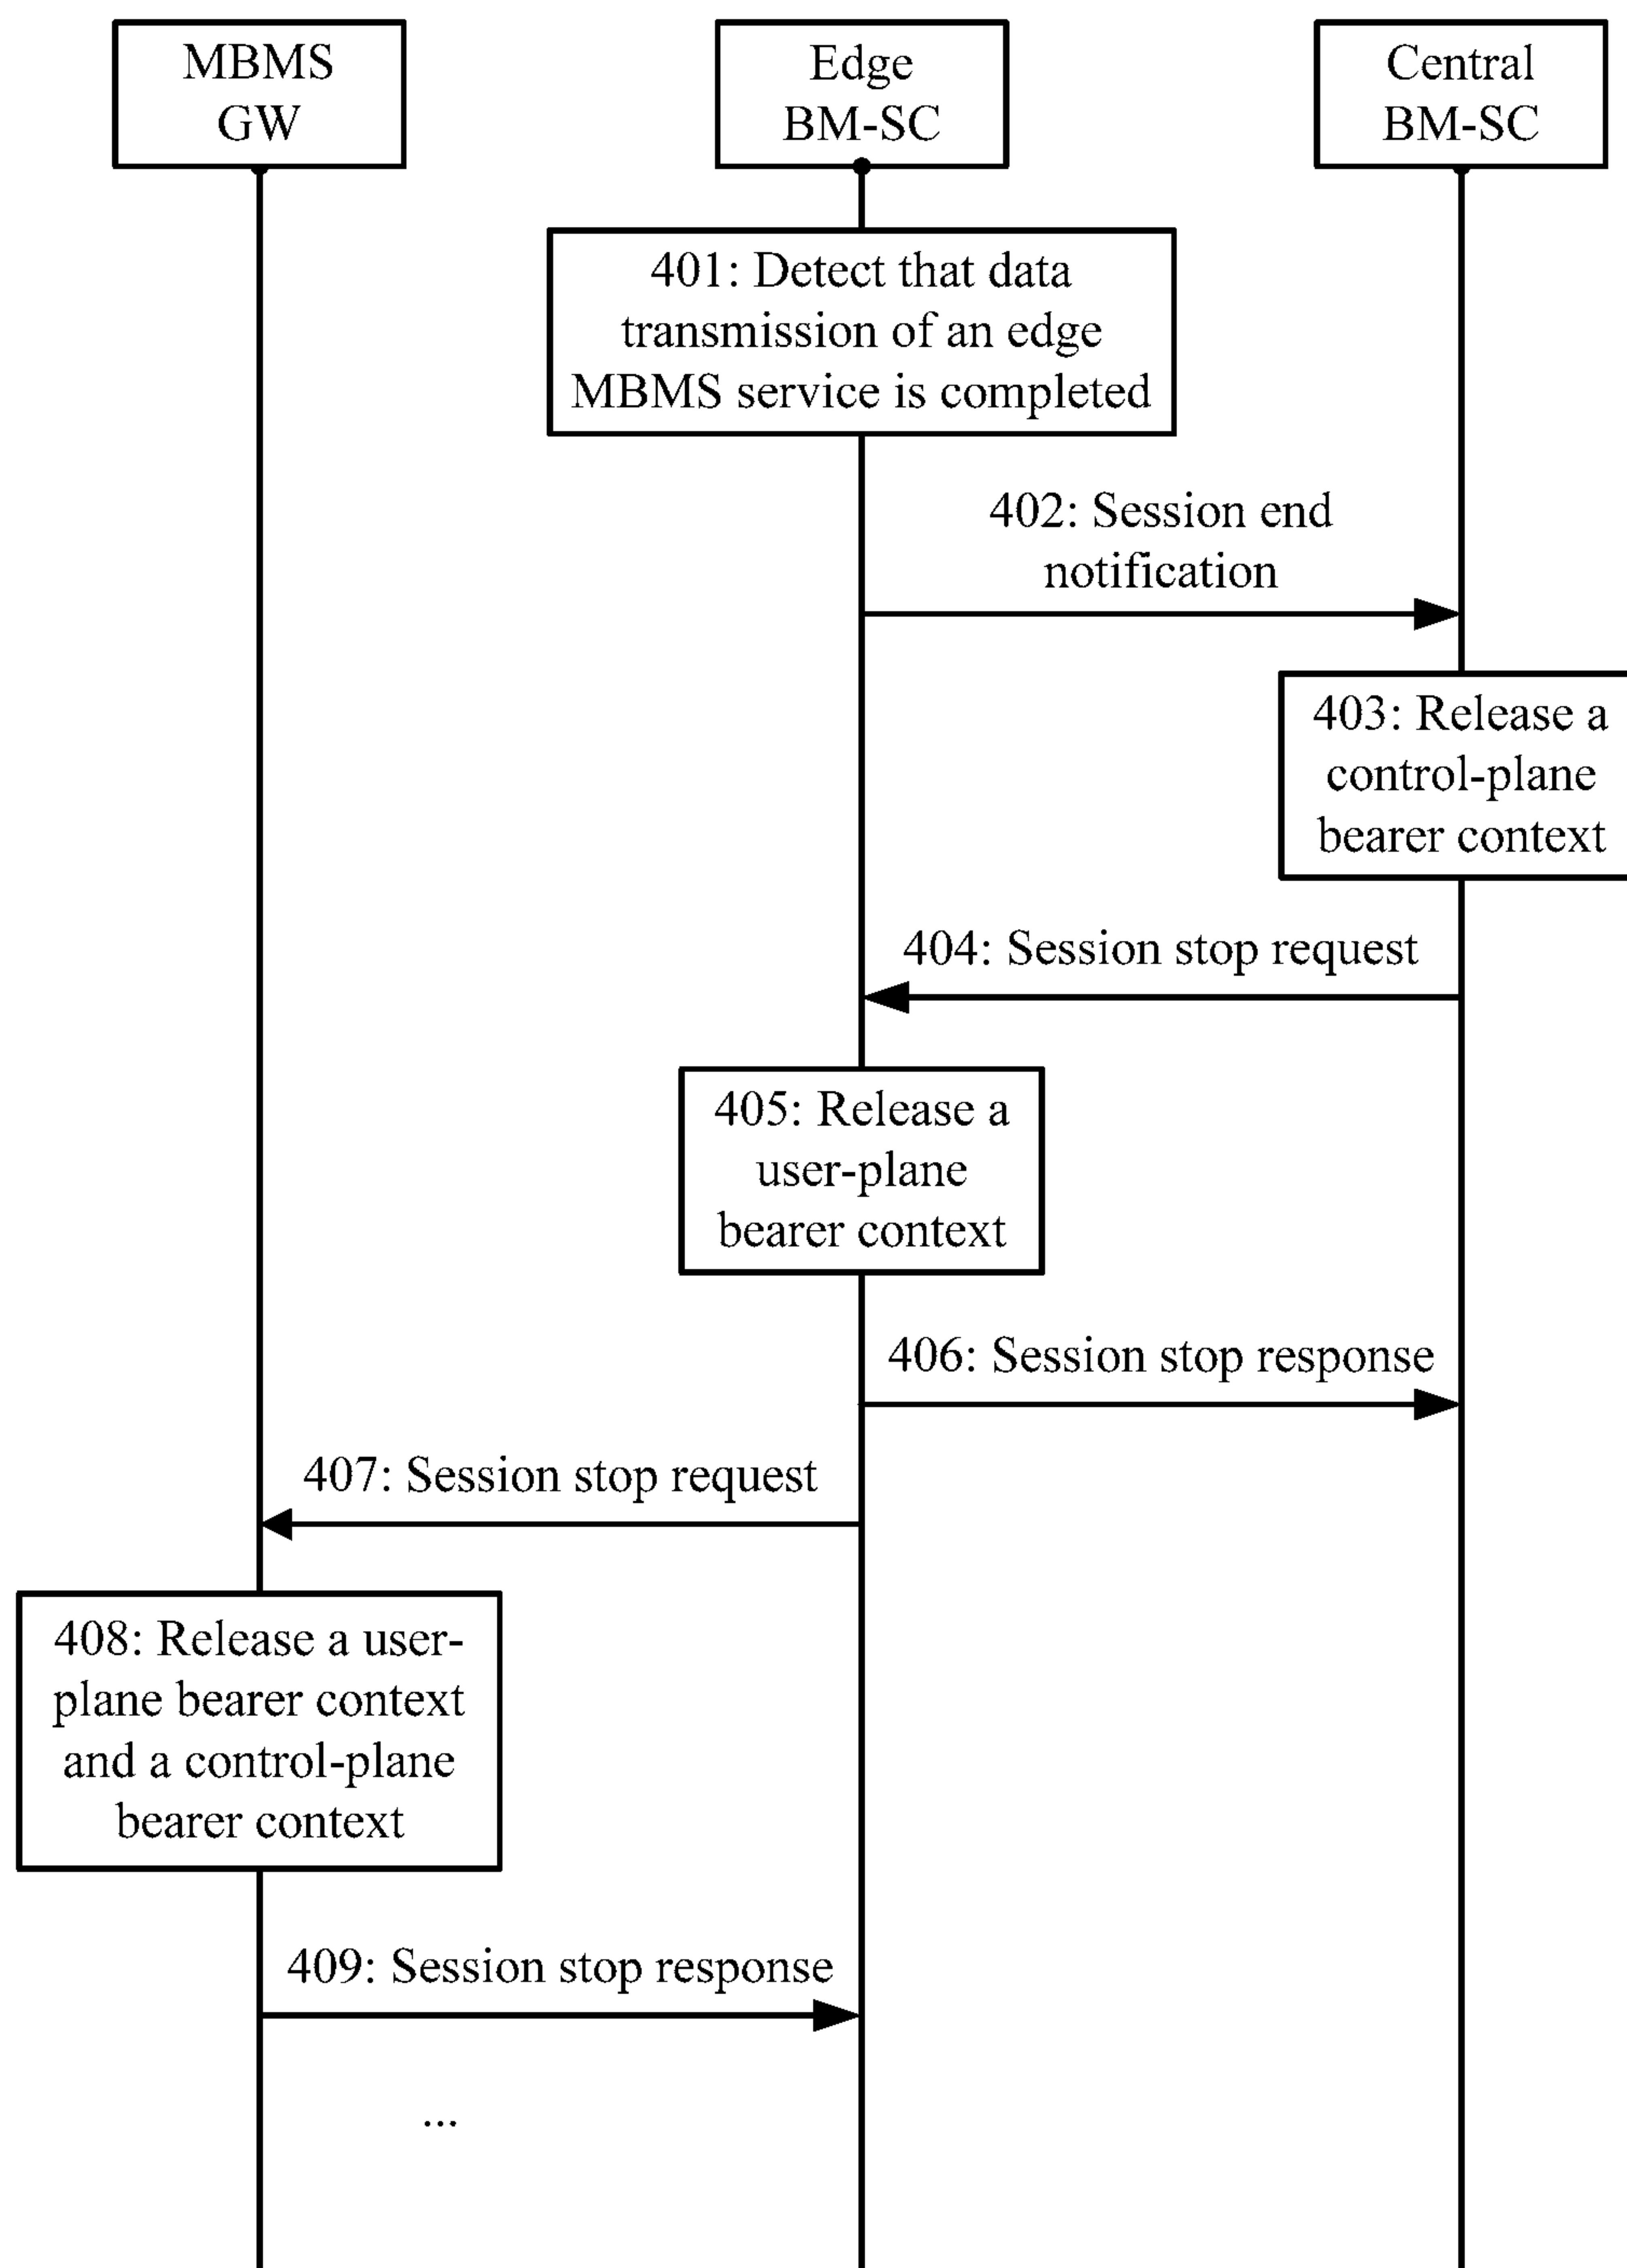 MBMS
GW
Edge
BM-SC
Central
BM-SC
401: Detect that data
transmission of an edge
MBMS service is completed
402: Session end
notification
403: Release a
control-plane
bearer context
404: Session stop request
405: Release a
user-plane
bearer context
406: Session stop response
407: Session stop request
408: Release a user-
plane bearer context
and a control-plane
bearer context
409: Session stop response
...